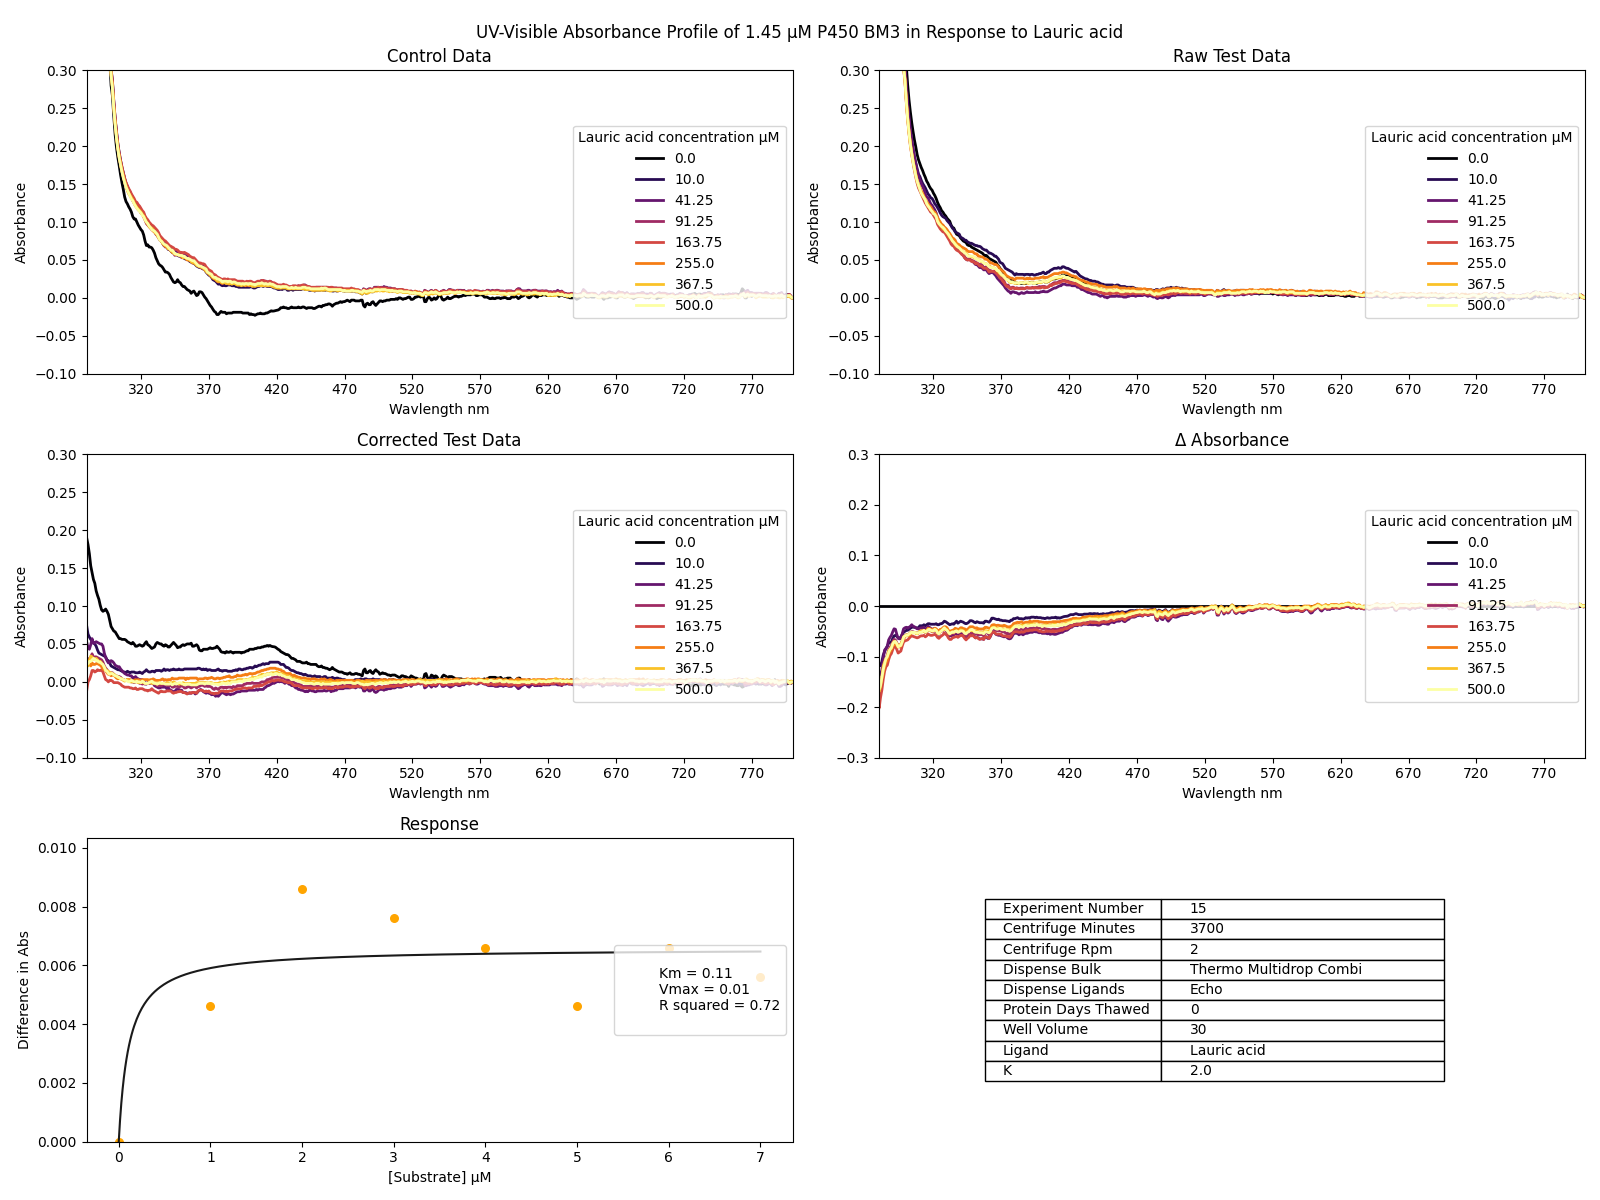 UV-Visible Absorbance Profile of 1.45 μM P450 BM3 in Response to Lauric acid
Control Data
0.30
0.25
0.20
0.15
0.10
0.05
0.00
−0.05
−0.10
Absorbance
320 370 420 470 520 570 620 670 720 770
Wavlength nm
Lauric acid concentration μM
0.0
10.0
41.25
91.25
163.75
255.0
367.5
500.0
Raw Test Data
0.30
0.25
0.20
0.15
0.10
0.05
0.00
−0.05
−0.10
Absorbance
320 370 420 470 520 570 620 670 720 770
Wavlength nm
Lauric acid concentration μM
0.0
10.0
41.25
91.25
163.75
255.0
367.5
500.0
Corrected Test Data
0.30
0.25
0.20
0.15
0.10
0.05
0.00
−0.05
−0.10
Absorbance
320 370 420 470 520 570 620 670 720 770
Wavlength nm
Lauric acid concentration μM
0.0
10.0
41.25
91.25
163.75
255.0
367.5
500.0
Δ Absorbance
0.3
0.2
0.1
0.0
−0.1
−0.2
−0.3
Absorbance
320 370 420 470 520 570 620 670 720 770
Wavlength nm
Lauric acid concentration μM
0.0
10.0
41.25
91.25
163.75
255.0
367.5
500.0
Response
0.010
0.008
0.006
0.004
0.002
0.000
Difference in Abs
0 1 2 3 4 5 6 7
[Substrate] μM
Km = 0.11
Vmax = 0.01
R squared = 0.72
Experiment Number 15
Centrifuge Minutes 3700
Centrifuge Rpm 2
Dispense Bulk Thermo Multidrop Combi
Dispense Ligands Echo
Protein Days Thawed 0
Well Volume 30
Ligand Lauric acid
K 2.0